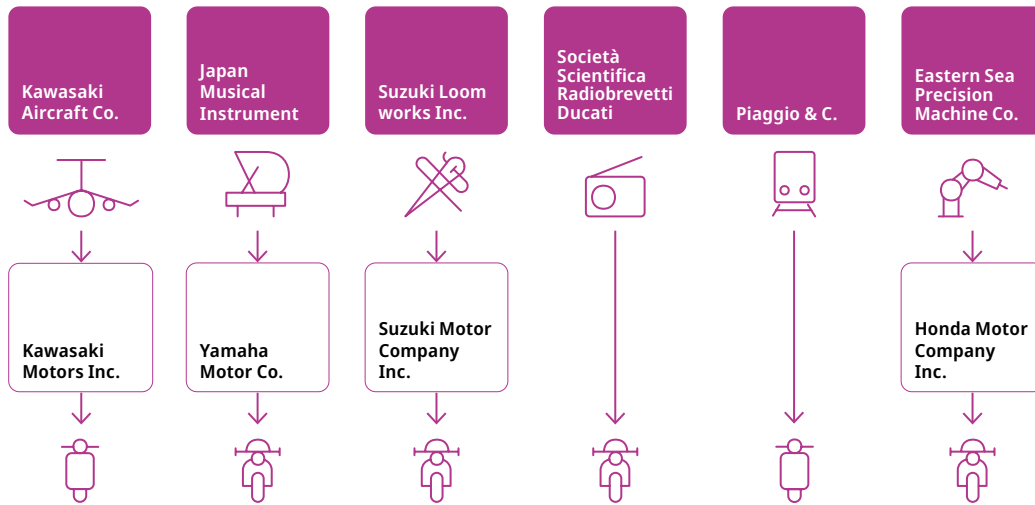 Kawasaki
Aircraft Co.
Japan
Musical
Instrument
Suzuki Loom
works Inc.
Società
Scientifica
Radiobrevetti
Ducati
Piaggio & C.
Eastern Sea
Precision
Machine Co.
Kawasaki
Motors Inc.
Yamaha
Motor Co.
Suzuki Motor
Company
Inc.
Honda Motor
Company
Inc.